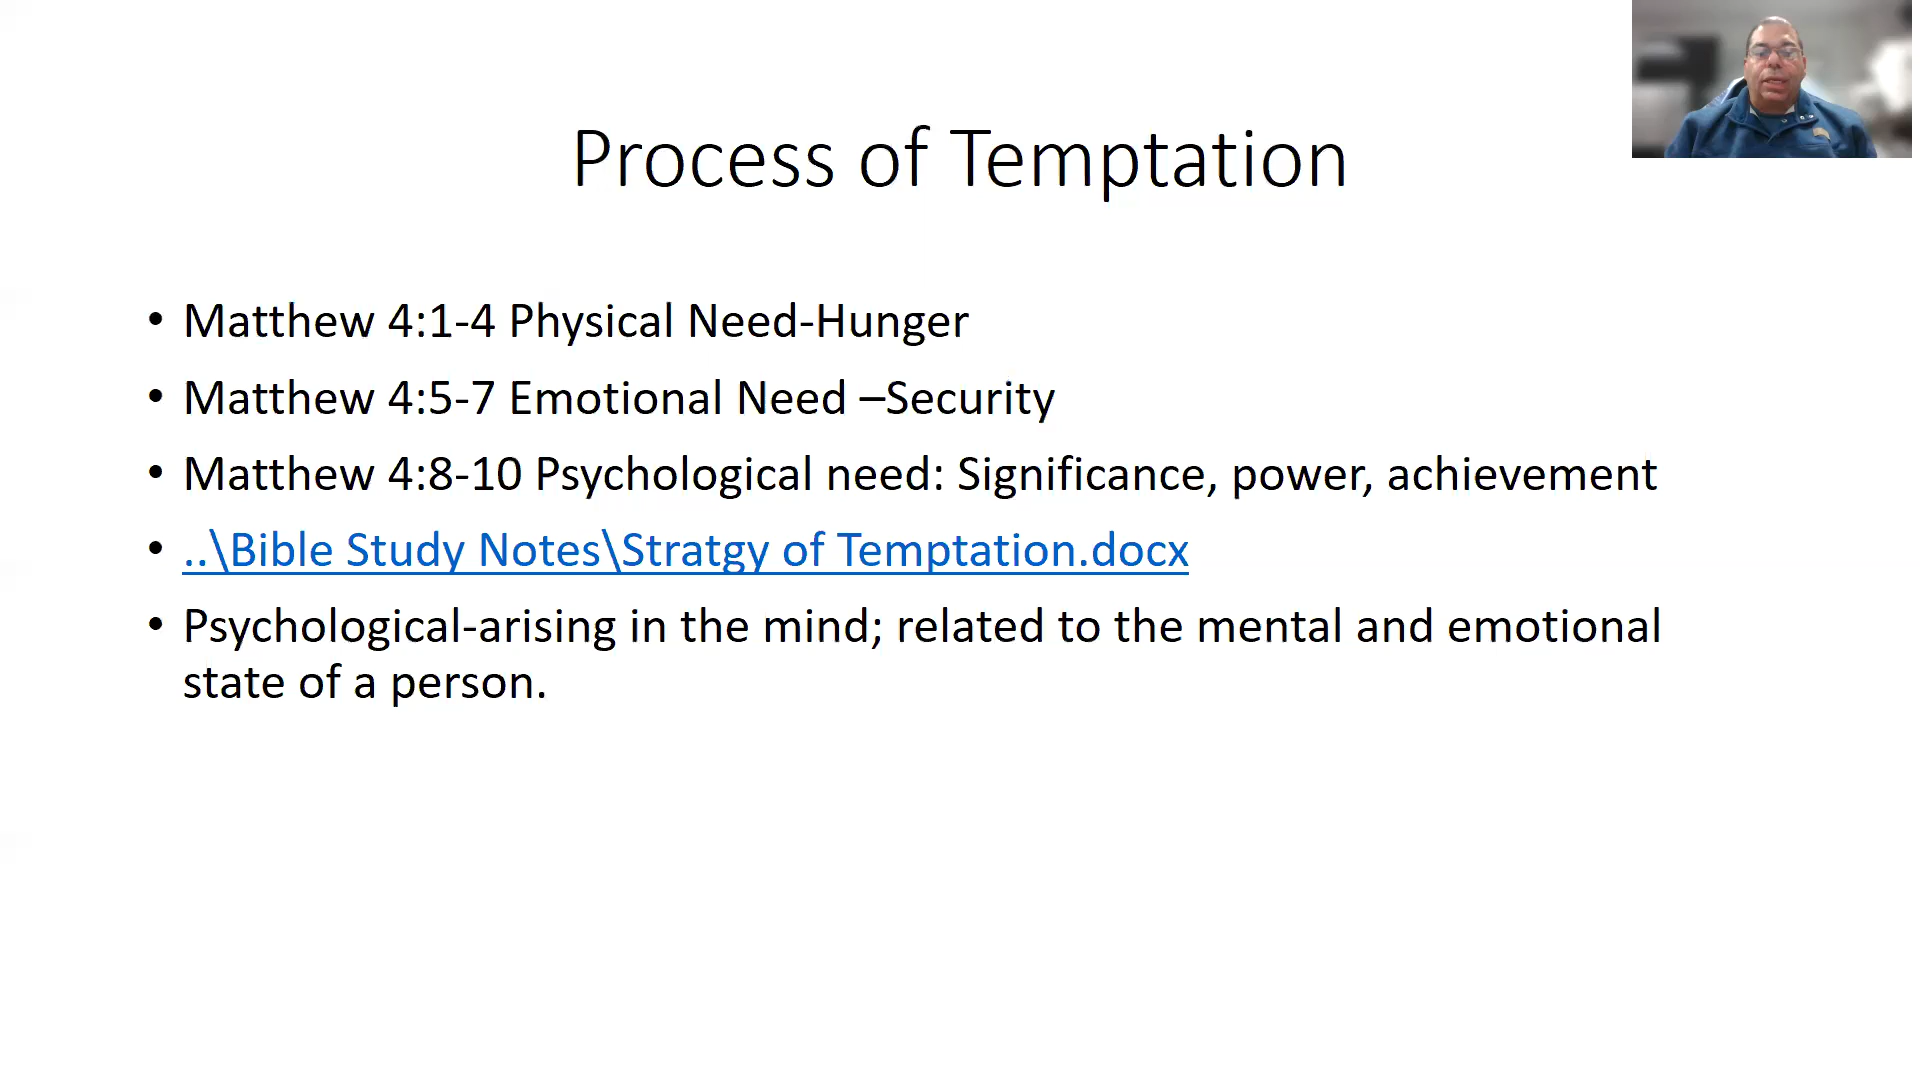 Process of Temptation
• Matthew 4:1-4 Physical Need-Hunger
• Matthew 4:5-7 Emotional Need –Security
• Matthew 4:8-10 Psychological need: Significance, power, achievement
• ..\Bible Study Notes\Stratgy of Temptation.docx
• Psychological-arising in the mind; related to the mental and emotional
state of a person.